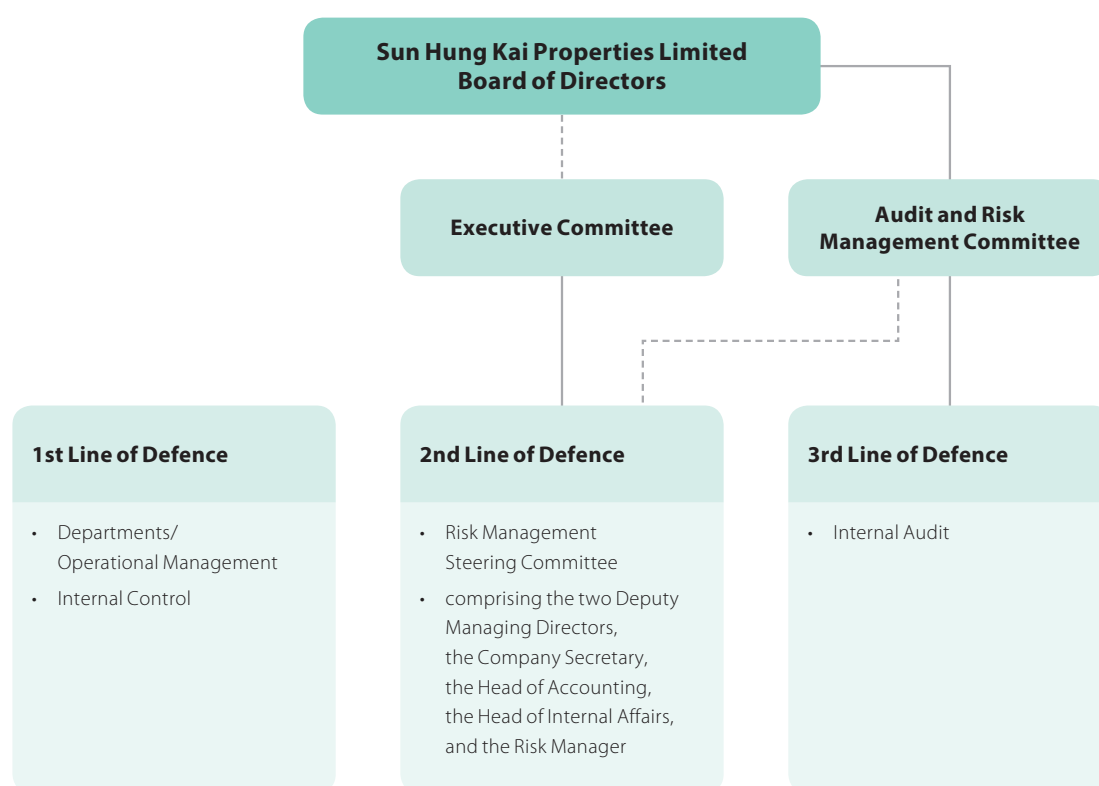 Sun Hung Kai Properties Limited
Board of Directors
Executive Committee
Audit and Risk
Management Committee
1st Line of Defence
• Departments/
Operational Management
• Internal Control
2nd Line of Defence
• Risk Management
Steering Committee
• comprising the two Deputy
Managing Directors,
the Company Secretary,
the Head of Accounting,
the Head of Internal Affairs,
and the Risk Manager
3rd Line of Defence
• Internal Audit